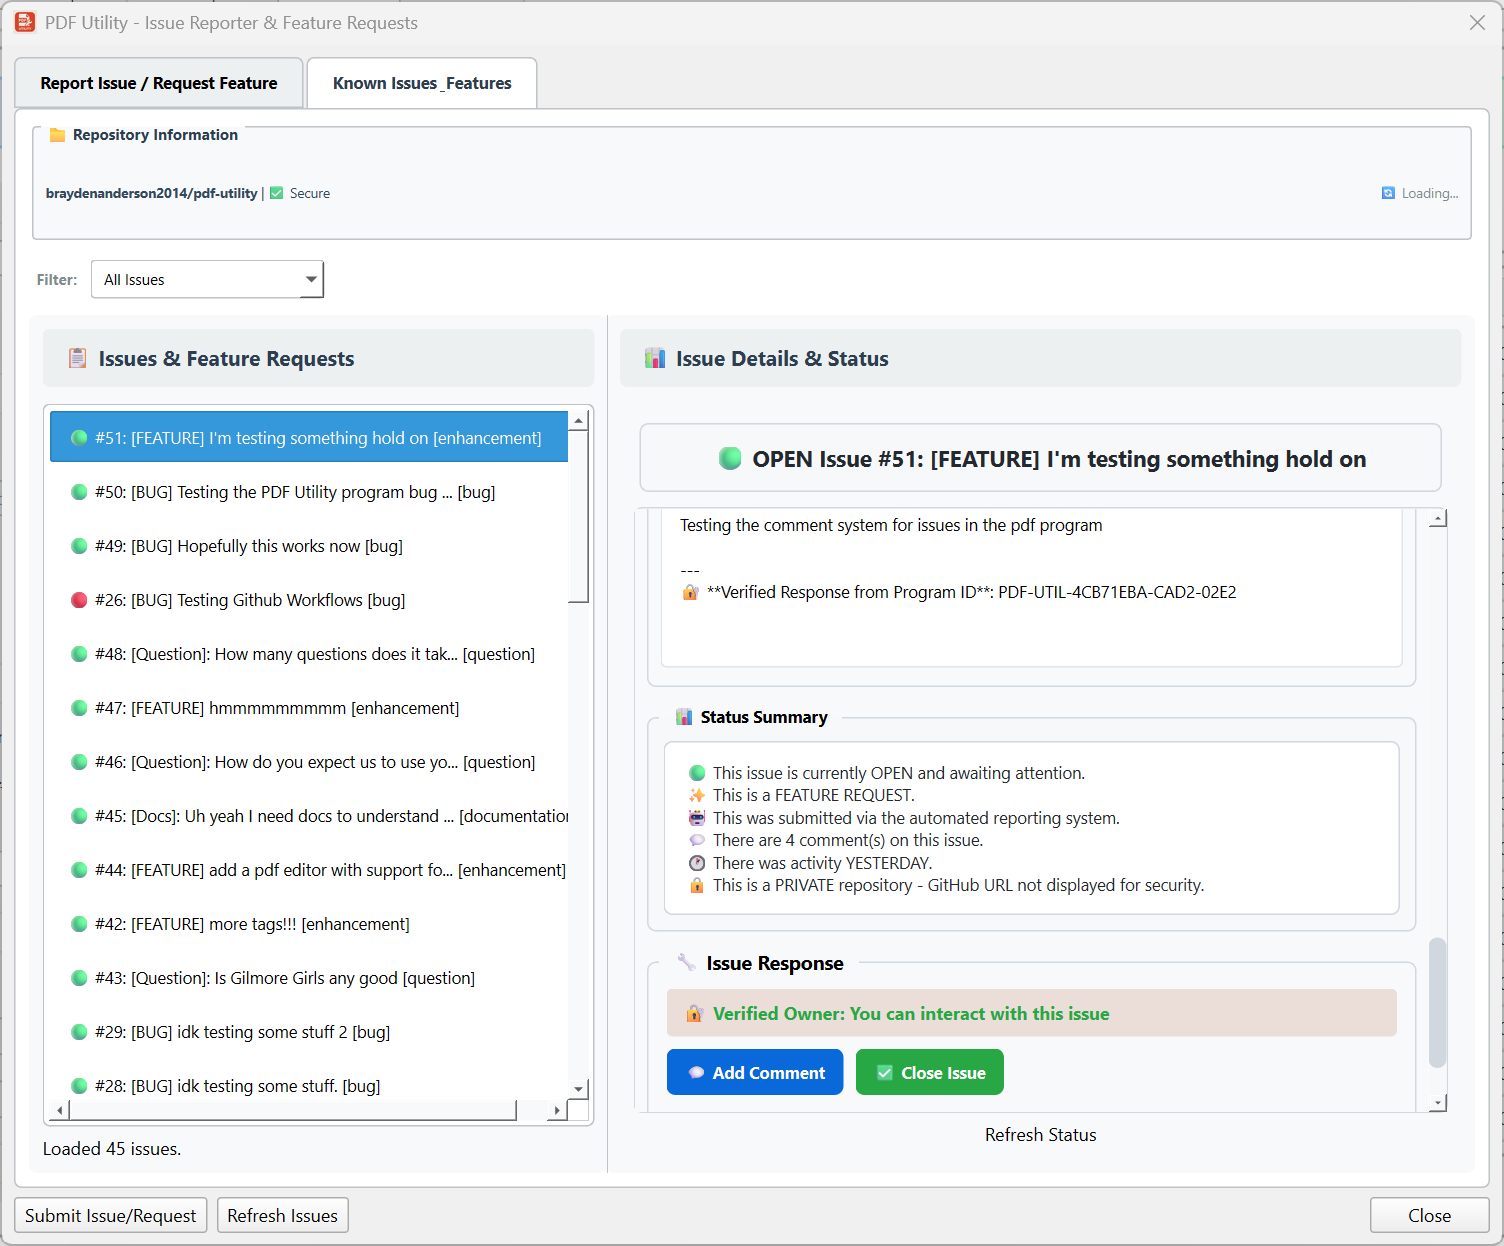 PDF Utility - Issue Reporter & Feature Requests
Report Issue / Request Feature
Known Issues_Features
Repository Information
braydenanderson2014/pdf-utility | ✅ Secure
Loading...
Filter:
All Issues
Issues & Feature Requests
#51: [FEATURE] I'm testing something hold on [enhancement]
#50: [BUG] Testing the PDF Utility program bug ... [bug]
#49: [BUG] Hopefully this works now [bug]
#26: [BUG] Testing Github Workflows [bug]
#48: [Question]: How many questions does it tak... [question]
#47: [FEATURE] hmmmmmmmmmm [enhancement]
#46: [Question]: How do you expect us to use yo... [question]
#45: [Docs]: Uh yeah I need docs to understand ... [documentation
#44: [FEATURE] add a pdf editor with support fo... [enhancement]
#42: [FEATURE] more tags!!! [enhancement]
#43: [Question]: Is Gilmore Girls any good [question]
#29: [BUG] idk testing some stuff 2 [bug]
#28: [BUG] idk testing some stuff. [bug]
Loaded 45 issues.
Issue Details & Status
OPEN Issue #51: [FEATURE] I'm testing something hold on
Testing the comment system for issues in the pdf program
---
**Verified Response from Program ID**: PDF-UTIL-4CB71EBA-CAD2-02E2
Status Summary
This issue is currently OPEN and awaiting attention.
This is a FEATURE REQUEST.
This was submitted via the automated reporting system.
There are 4 comment(s) on this issue.
There was activity YESTERDAY.
This is a PRIVATE repository - GitHub URL not displayed for security.
Issue Response
Verified Owner: You can interact with this issue
Add Comment
Close Issue
Refresh Status
Submit Issue/Request
Refresh Issues
Close